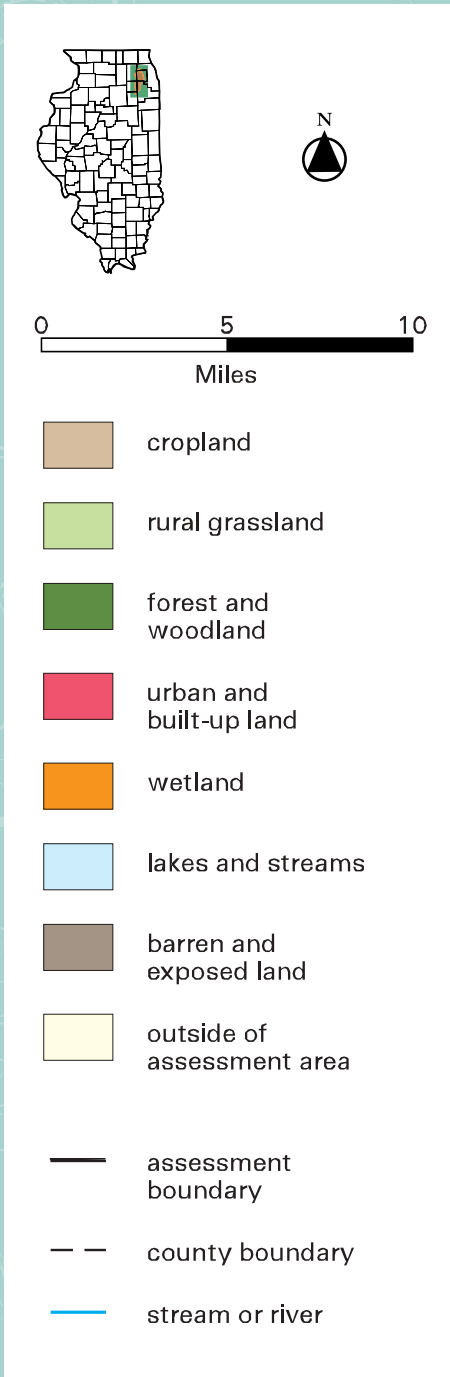 N
0 5 10
Miles
cropland
rural grassland
forest and
woodland
urban and
built-up land
wetland
lakes and streams
barren and
exposed land
outside of
assessment area
assessment
boundary
county boundary
stream or river